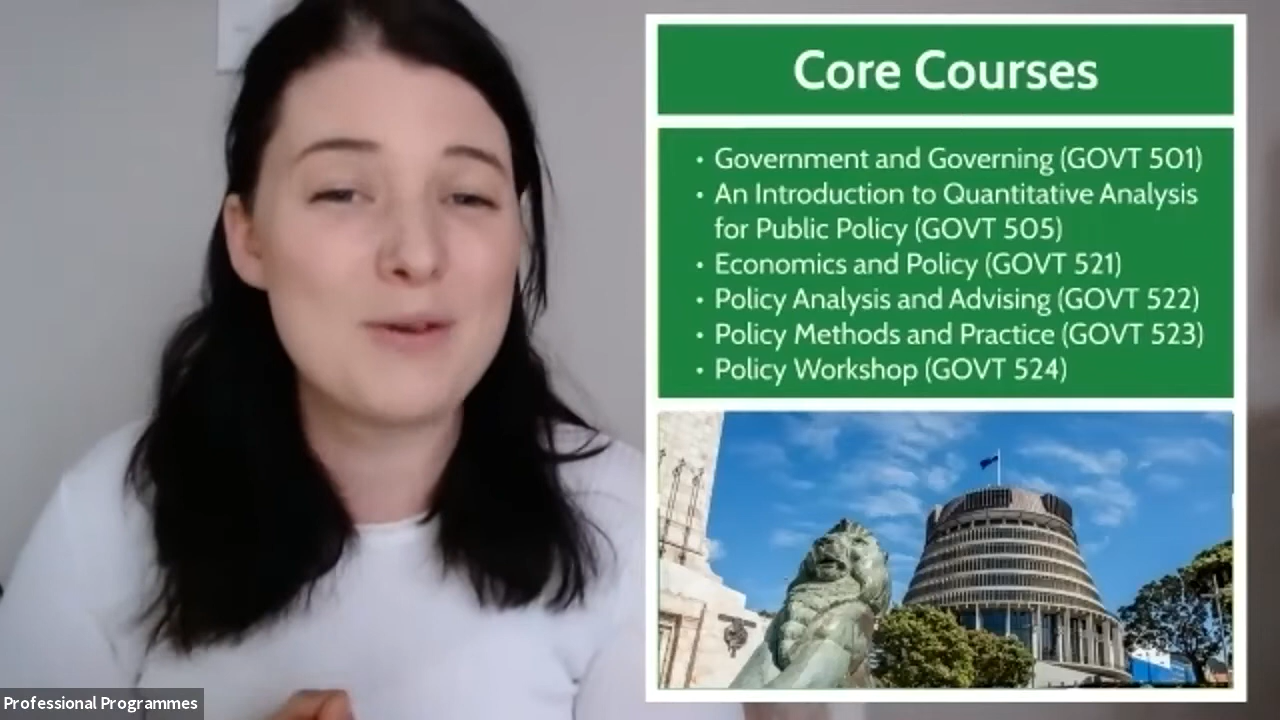 Core Courses
• Government and Governing (GOVT 501)
• An Introduction to Quantitative Analysis
for Public Policy (GOVT 505)
• Economics and Policy (GOVT 521)
• Policy Analysis and Advising (GOVT 522)
• Policy Methods and Practice (GOVT 523)
• Policy Workshop (GOVT 524)
Professional Programmes